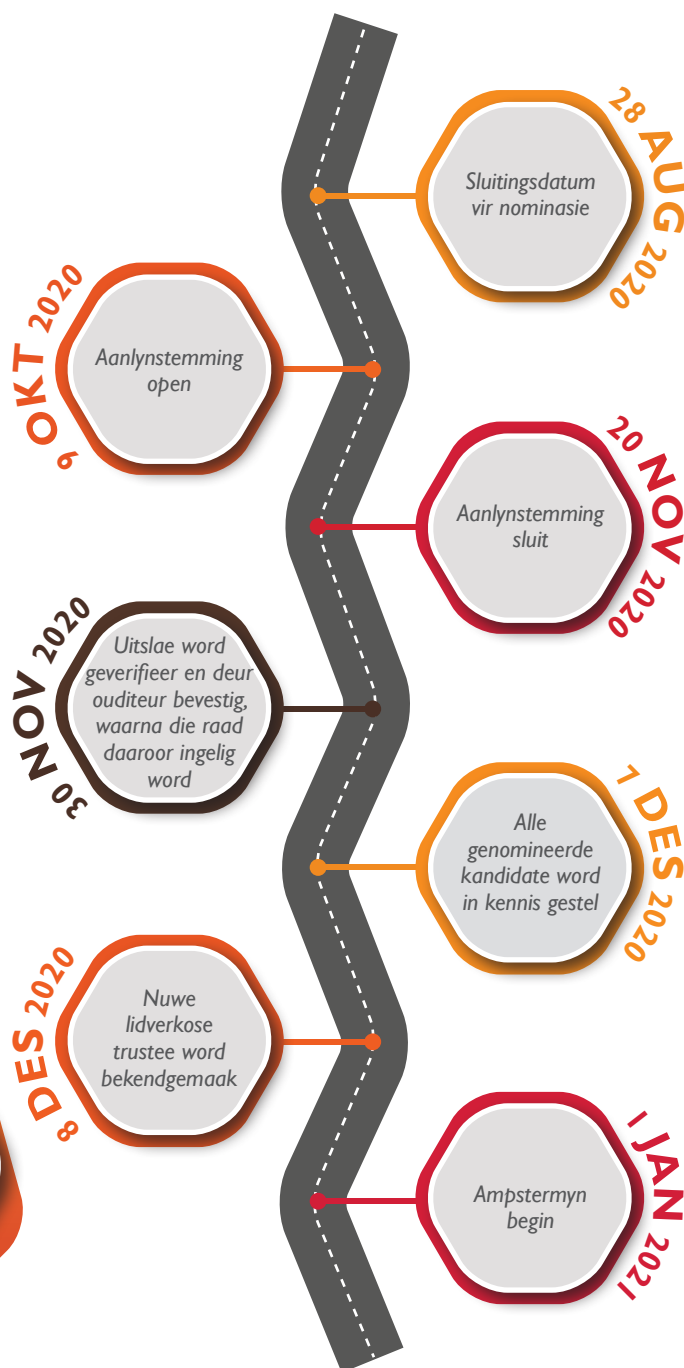 28 AUG 2020
Sluitingsdatum
vir nominasie
9 OKT 2020
Aanlynstemming
open
20 NOV 2020
Aanlynstemming
sluit
30 NOV 2020
Uitslae word
geverifieer en deur
ouditeur bevestig,
waarna die raad
daaroor ingelig
word
7 DES 2020
Alle
genomineerde
kandidate word
in kennis gestel
8 DES 2020
Nuwe
lidverkose
trustee word
bekendgemaak
1 JAN 2021
Ampstermyn
begin